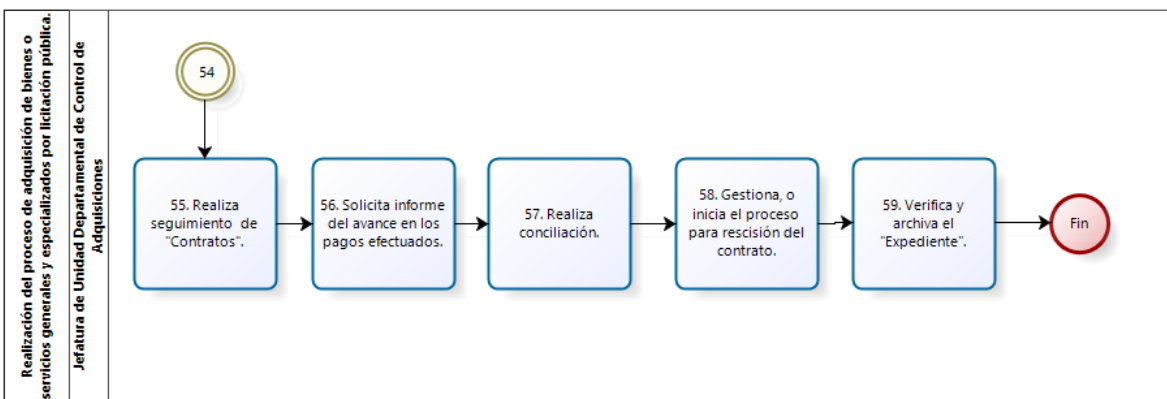 Realización del proceso de adquisición de bienes o
servicios generales y especializados por licitación pública.
Jefatura de Unidad Departamental de Control de
Adquisiciones
54
55. Realiza
seguimiento de
"Contratos".
56. Solicita informe
del avance en los
pagos efectuados.
57. Realiza
conciliación.
58. Gestiona, o
inicia el proceso
para rescisión del
contrato.
59. Verifica y
archiva el
"Expediente".
Fin